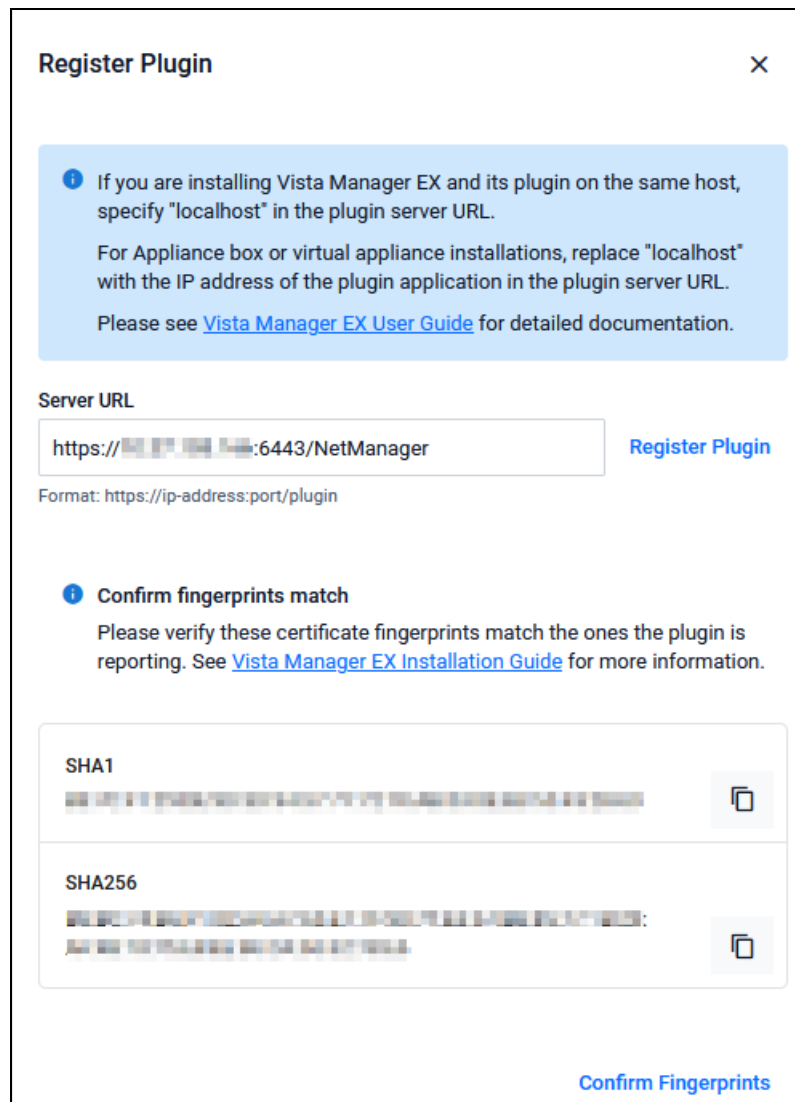 Register Plugin
If you are installing Vista Manager EX and its plugin on the same host,
specify "localhost" in the plugin server URL.
For Appliance box or virtual appliance installations, replace "localhost"
with the IP address of the plugin application in the plugin server URL.
Please see Vista Manager EX User Guide for detailed documentation.
Server URL
https:// :6443/NetManager
Register Plugin
Format: https://ip-address:port/plugin
Confirm fingerprints match
Please verify these certificate fingerprints match the ones the plugin is
reporting. See Vista Manager EX Installation Guide for more information.
SHA1
SHA256
Confirm Fingerprints